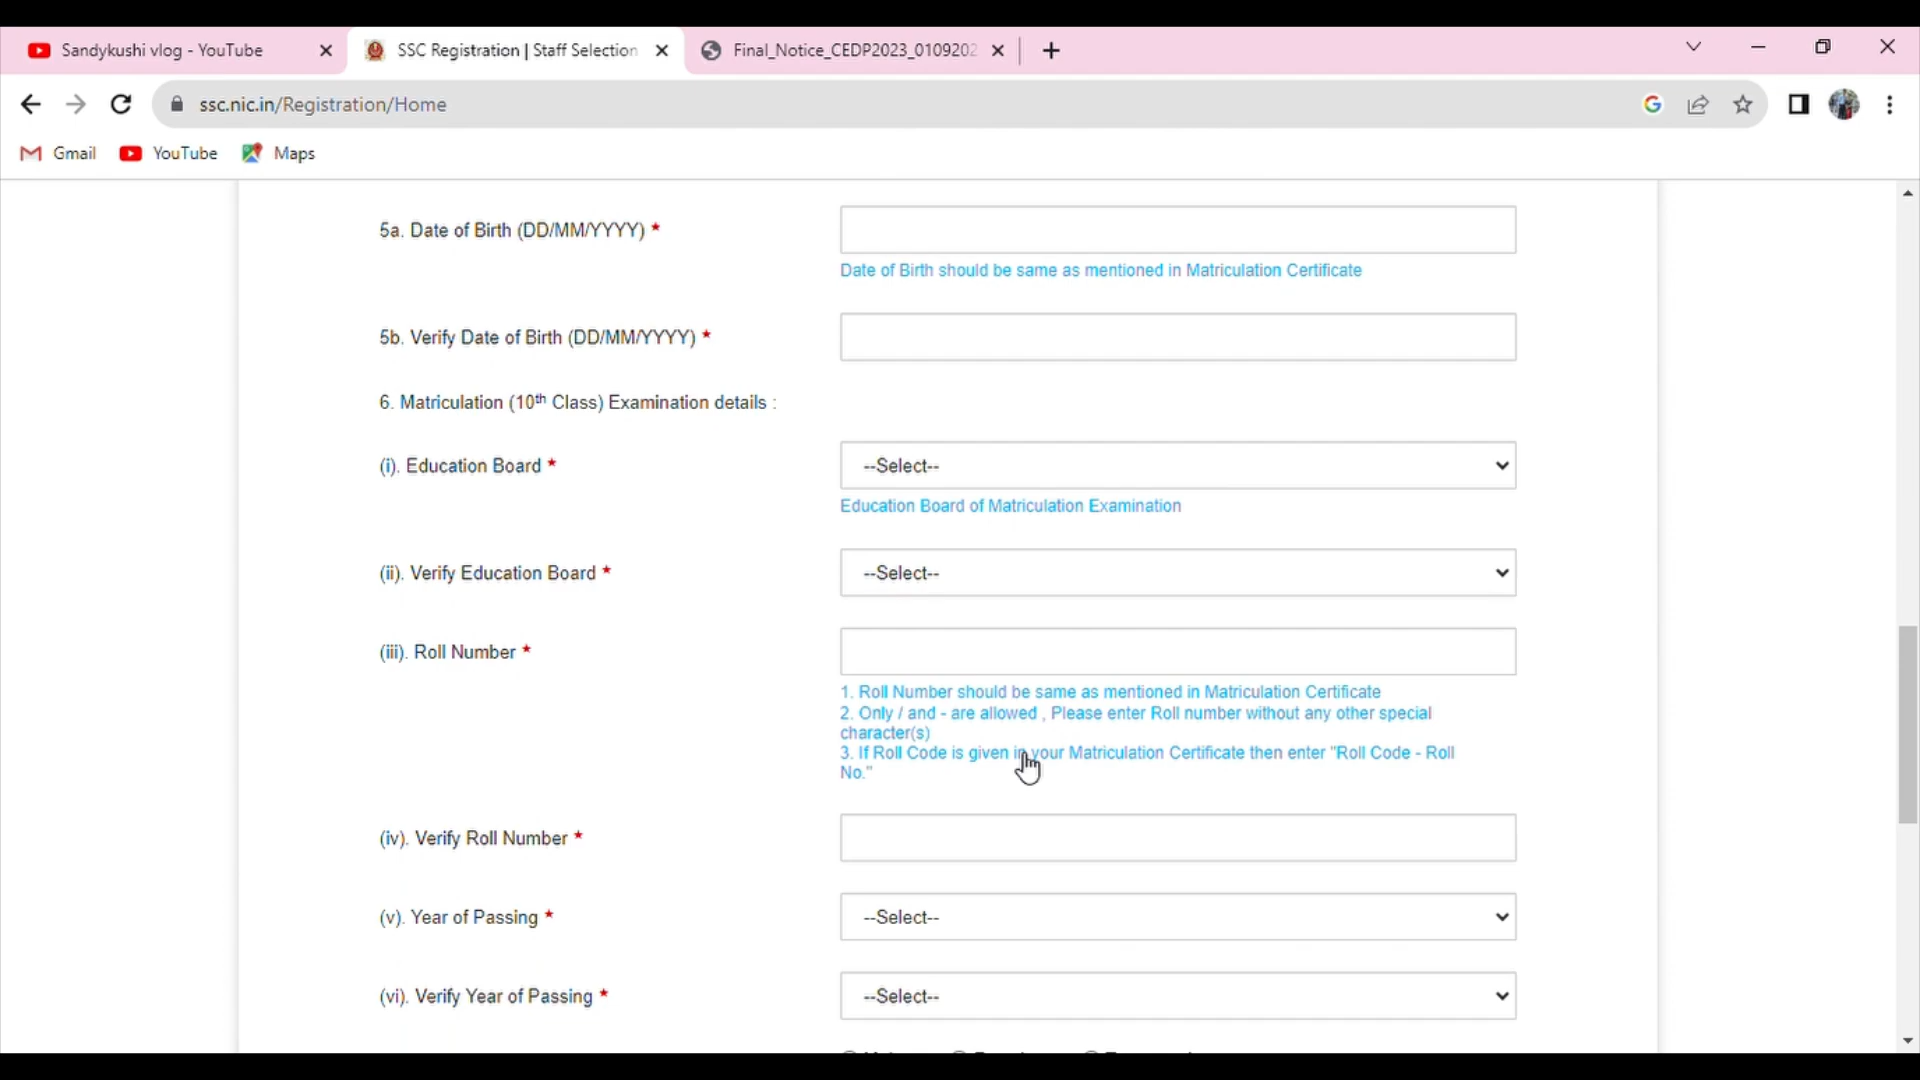 Sandykushi vlog - YouTube
SSC Registration | Staff Selection
Final_Notice_CEDP2023_0109202
ssc.nic.in/Registration/Home
Gmail
YouTube
Maps
5a. Date of Birth (DD/MM/YYYY) *
Date of Birth should be same as mentioned in Matriculation Certificate
5b. Verify Date of Birth (DD/MM/YYYY) *
6. Matriculation (10th Class) Examination details :
(i). Education Board *
--Select--
Education Board of Matriculation Examination
(ii). Verify Education Board *
--Select--
(iii). Roll Number *
1. Roll Number should be same as mentioned in Matriculation Certificate
2. Only / and - are allowed , Please enter Roll number without any other special
character(s)
3. If Roll Code is given in your Matriculation Certificate then enter "Roll Code - Roll
No."
(iv). Verify Roll Number *
(v). Year of Passing *
--Select--
(vi). Verify Year of Passing *
--Select--